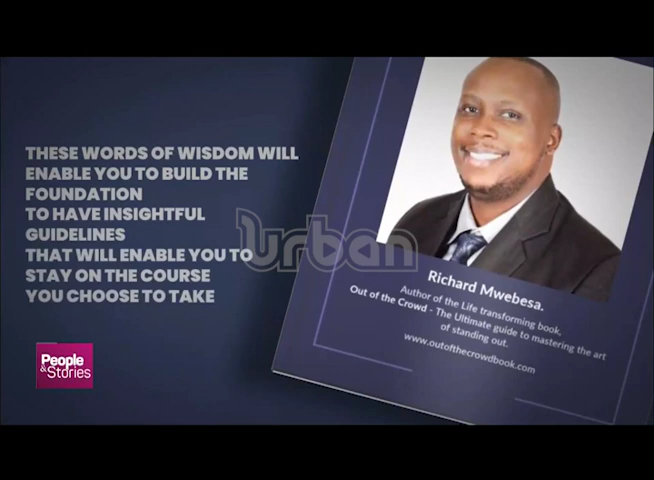 THESE WORDS OF WISDOM WILL
ENABLE YOU TO BUILD THE
FOUNDATION
TO HAVE INSIGHTFUL
GUIDELINES
THAT WILL ENABLE YOU TO
STAY ON THE COURSE
YOU CHOOSE TO TAKE
urban
Richard Mwebesa.
Author of the Life transforming book.
Out of the Crowd - The Ultimate guide to mastering the art
of standing out.
www.outofthecrowdbook.com
People
& Stories